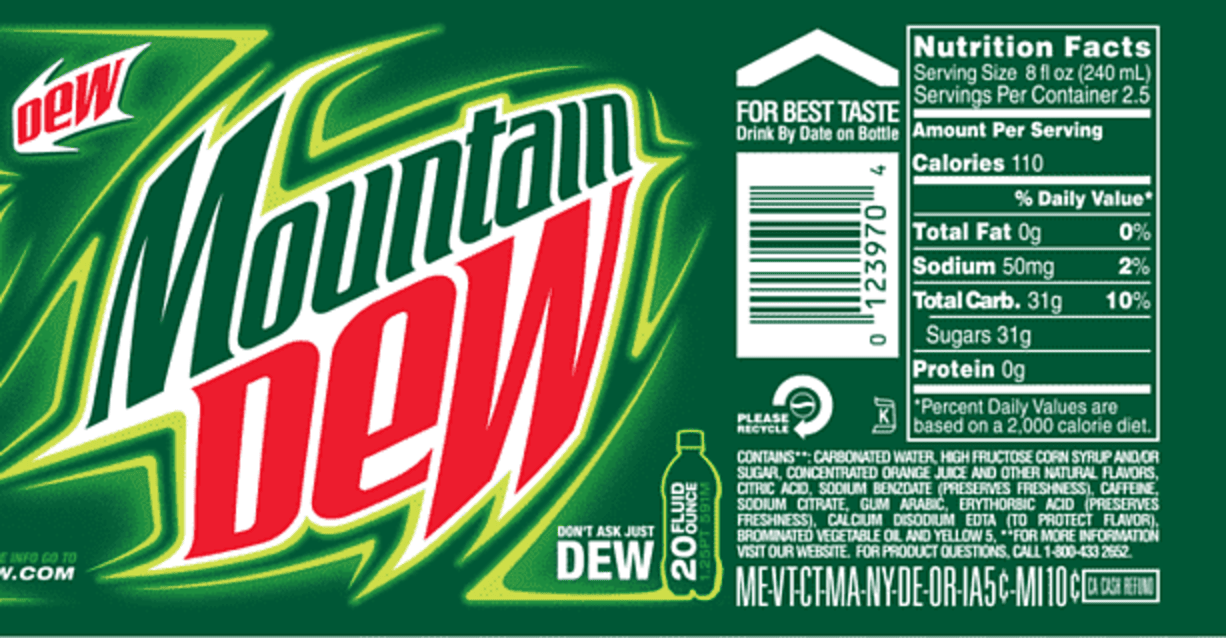 DEW
Mountain
DEW
INFO GO TO
W.COM
DON'T ASK JUST
DEW
20 FLUID
OUNCE
1.25PT 591M
FOR BEST TASTE
Drink By Date on Bottle
0 123970 4
PLEASE
RECYCLE
K
Nutrition Facts
Serving Size 8 fl oz (240 mL)
Servings Per Container 2.5
Amount Per Serving
Calories 110
% Daily Value*
Total Fat 0g 0%
Sodium 50mg 2%
Total Carb. 31g 10%
Sugars 31g
Protein 0g
*Percent Daily Values are
based on a 2,000 calorie diet.
CONTAINS**: CARBONATED WATER, HIGH FRUCTOSE CORN SYRUP AND/OR
SUGAR, CONCENTRATED ORANGE JUICE AND OTHER NATURAL FLAVORS,
CITRIC ACID, SODIUM BENZOATE (PRESERVES FRESHNESS), CAFFEINE,
SODIUM CITRATE, GUM ARABIC, ERYTHORBIC ACID (PRESERVES
FRESHNESS), CALCIUM DISODIUM EDTA (TO PROTECT FLAVOR),
BROMINATED VEGETABLE OIL AND YELLOW 5, **FOR MORE INFORMATION
VISIT OUR WEBSITE. FOR PRODUCT QUESTIONS, CALL 1-800-433 2652.
ME-VT-CT-MA-NY-DE-OR-IA5¢-MI10¢ CA CASH REFUND